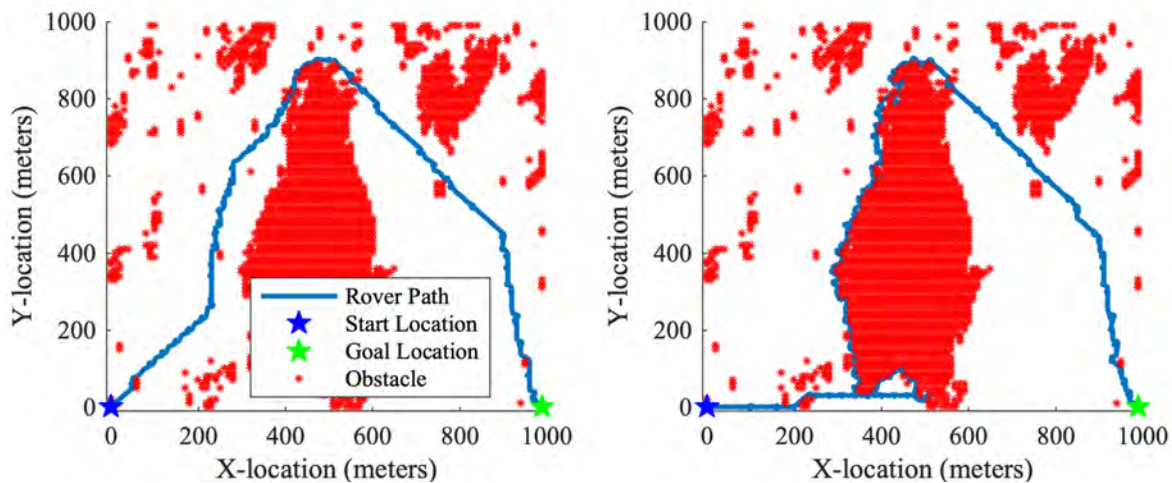 1000
800
600
400
200
0
Y-location (meters)
0 200 400 600 800 1000
X-location (meters)
Rover Path
Start Location
Goal Location
Obstacle
1000
800
600
400
200
0
Y-location (meters)
0 200 400 600 800 1000
X-location (meters)